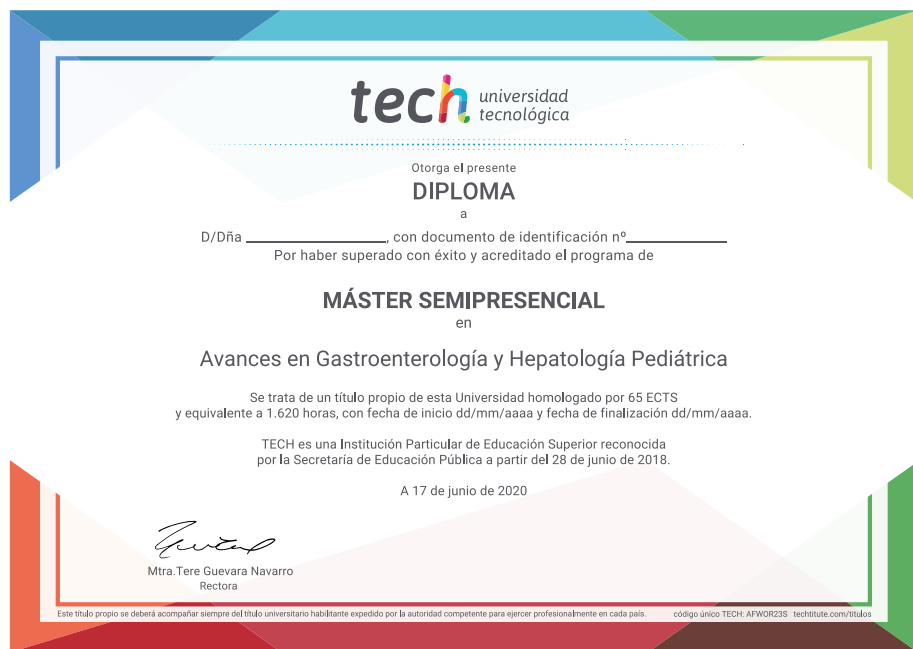 tech universidad
tecnológica
Otorga el presente
DIPLOMA
a
D/Dña ____________, con documento de identificación nº____________
Por haber superado con éxito y acreditado el programa de
MÁSTER SEMIPRESENCIAL
en
Avances en Gastroenterología y Hepatología Pediátrica
Se trata de un título propio de esta Universidad homologado por 65 ECTS
y equivalente a 1.620 horas, con fecha de inicio dd/mm/aaaa y fecha de finalización dd/mm/aaaa.
TECH es una Institución Particular de Educación Superior reconocida
por la Secretaría de Educación Pública a partir del 28 de junio de 2018.
A 17 de junio de 2020
Mtra.Tere Guevara Navarro
Rectora
Este título propio se deberá acompañar siempre del título universitario habilitante expedido por la autoridad competente para ejercer profesionalmente en cada país. código único TECH: AFWOR23S techtitute.com/titulos